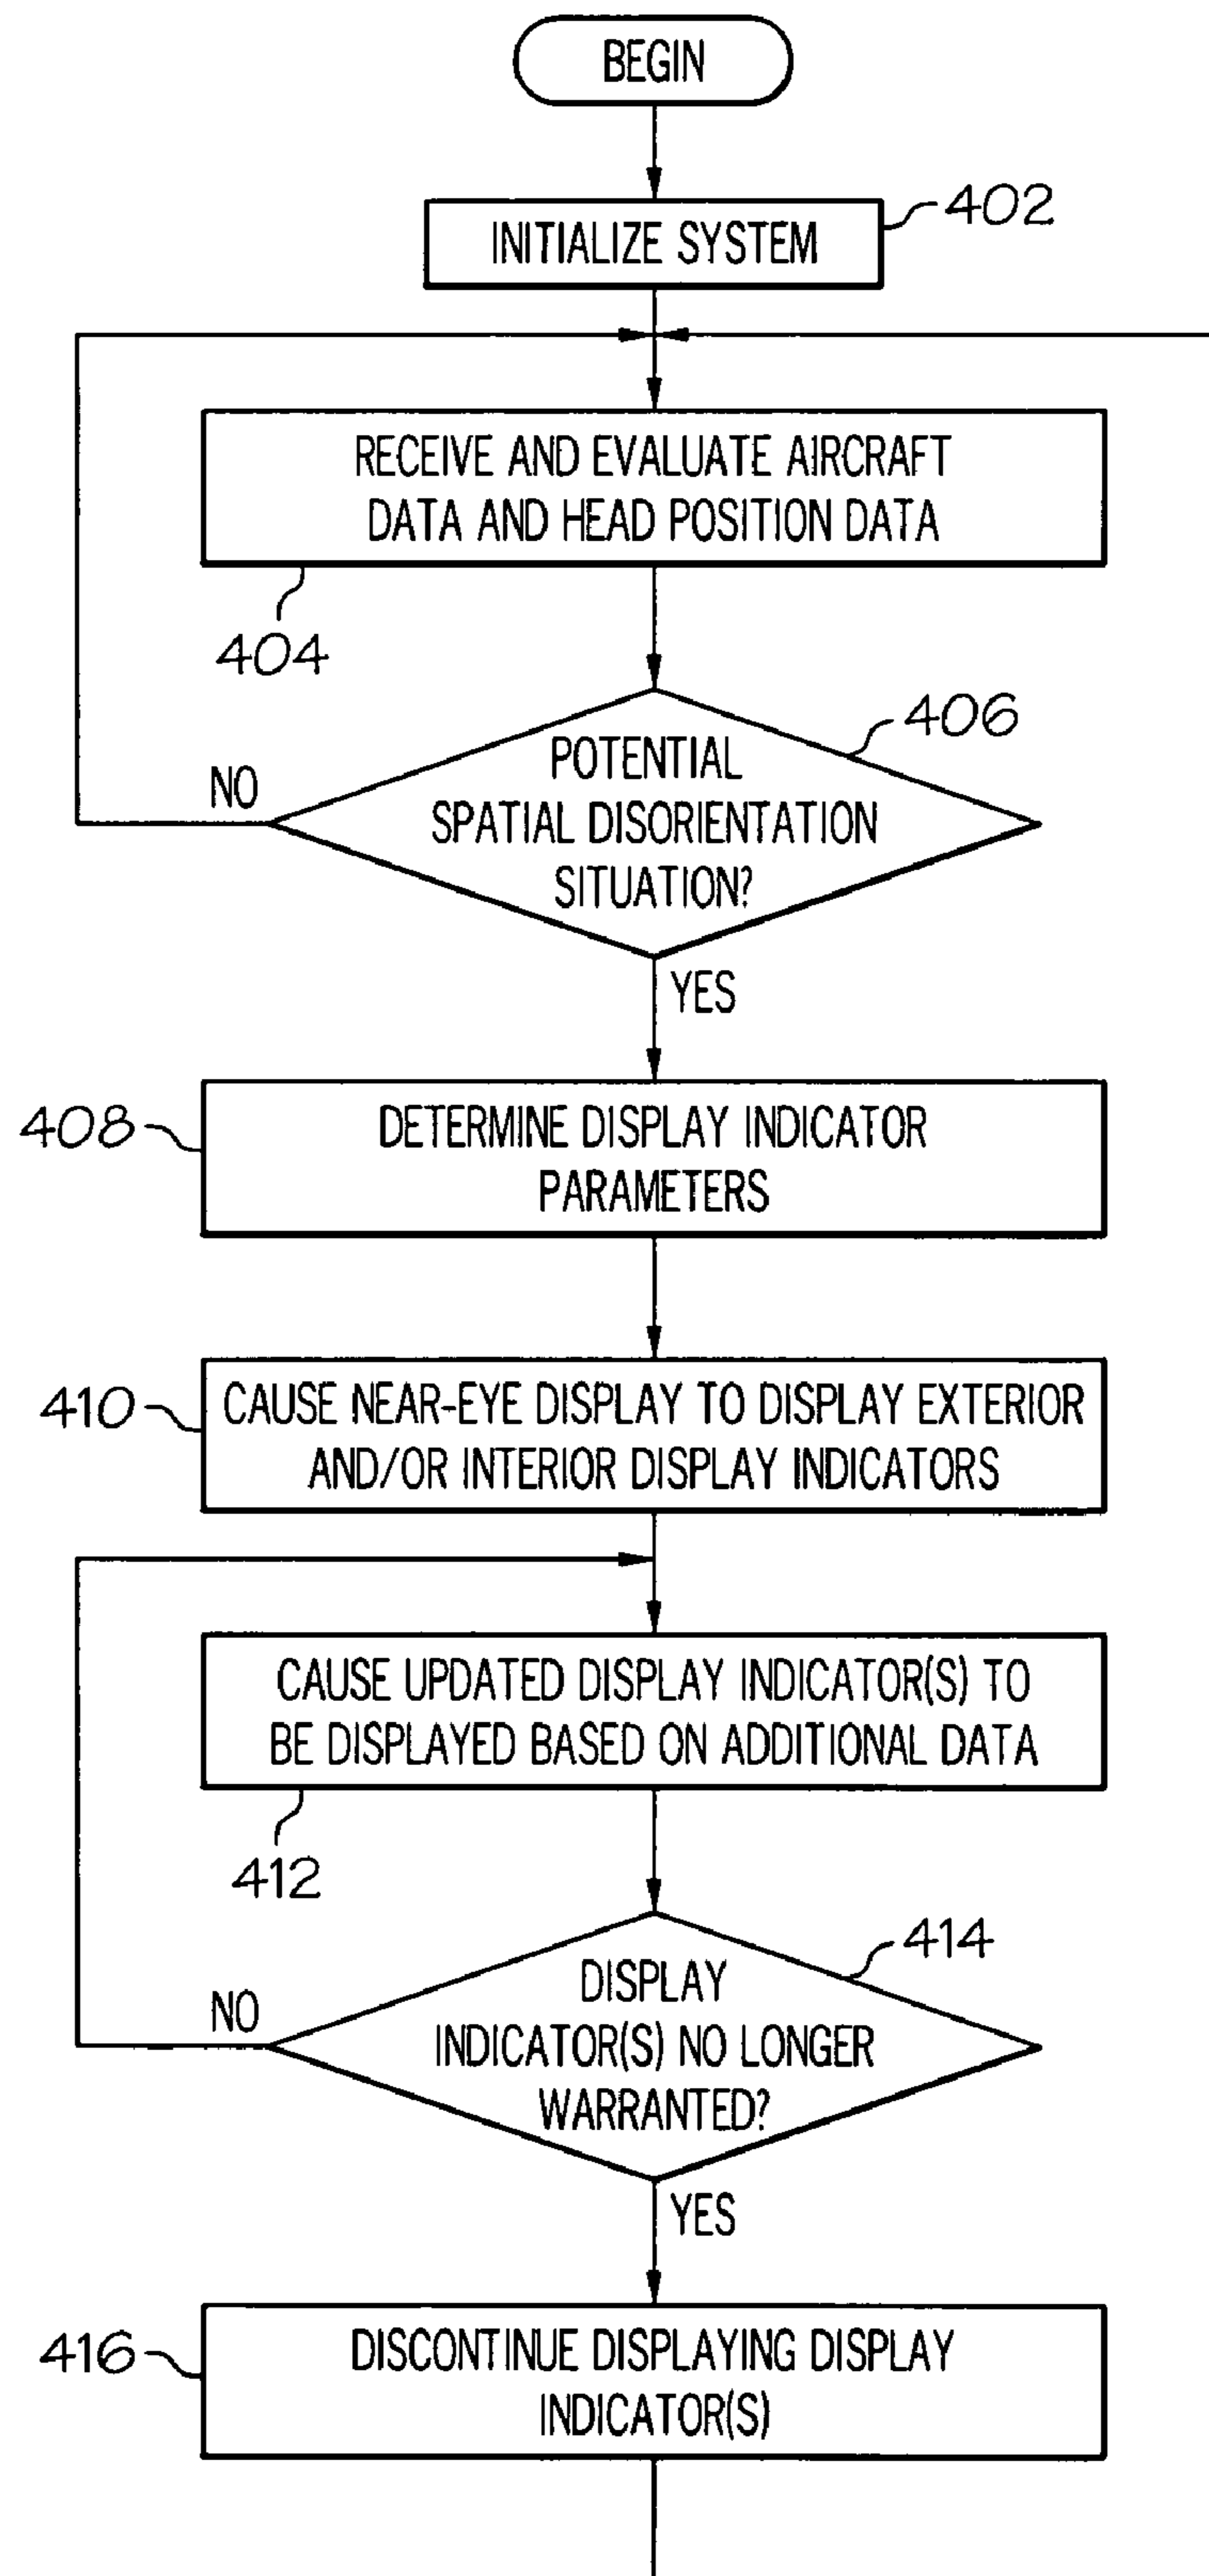 BEGIN
INITIALIZE SYSTEM
402
RECEIVE AND EVALUATE AIRCRAFT
DATA AND HEAD POSITION DATA
404
POTENTIAL
SPATIAL DISORIENTATION
SITUATION?
406
NO
YES
408
DETERMINE DISPLAY INDICATOR
PARAMETERS
410
CAUSE NEAR-EYE DISPLAY TO DISPLAY EXTERIOR
AND/OR INTERIOR DISPLAY INDICATORS
CAUSE UPDATED DISPLAY INDICATOR(S) TO
BE DISPLAYED BASED ON ADDITIONAL DATA
412
DISPLAY
INDICATOR(S) NO LONGER
WARRANTED?
414
NO
YES
416
DISCONTINUE DISPLAYING DISPLAY
INDICATOR(S)